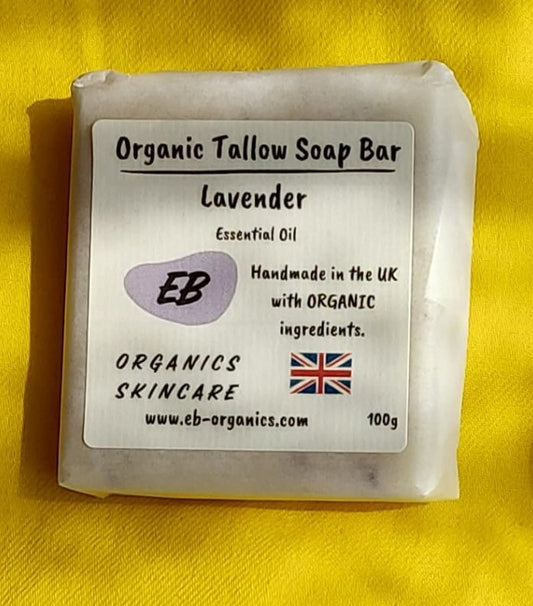 Organic Tallow Soap Bar
Lavender
Essential Oil
EB
Handmade in the UK
with ORGANIC
ingredients.
ORGANICS
SKINCARE
www.eb-organics.com
100g